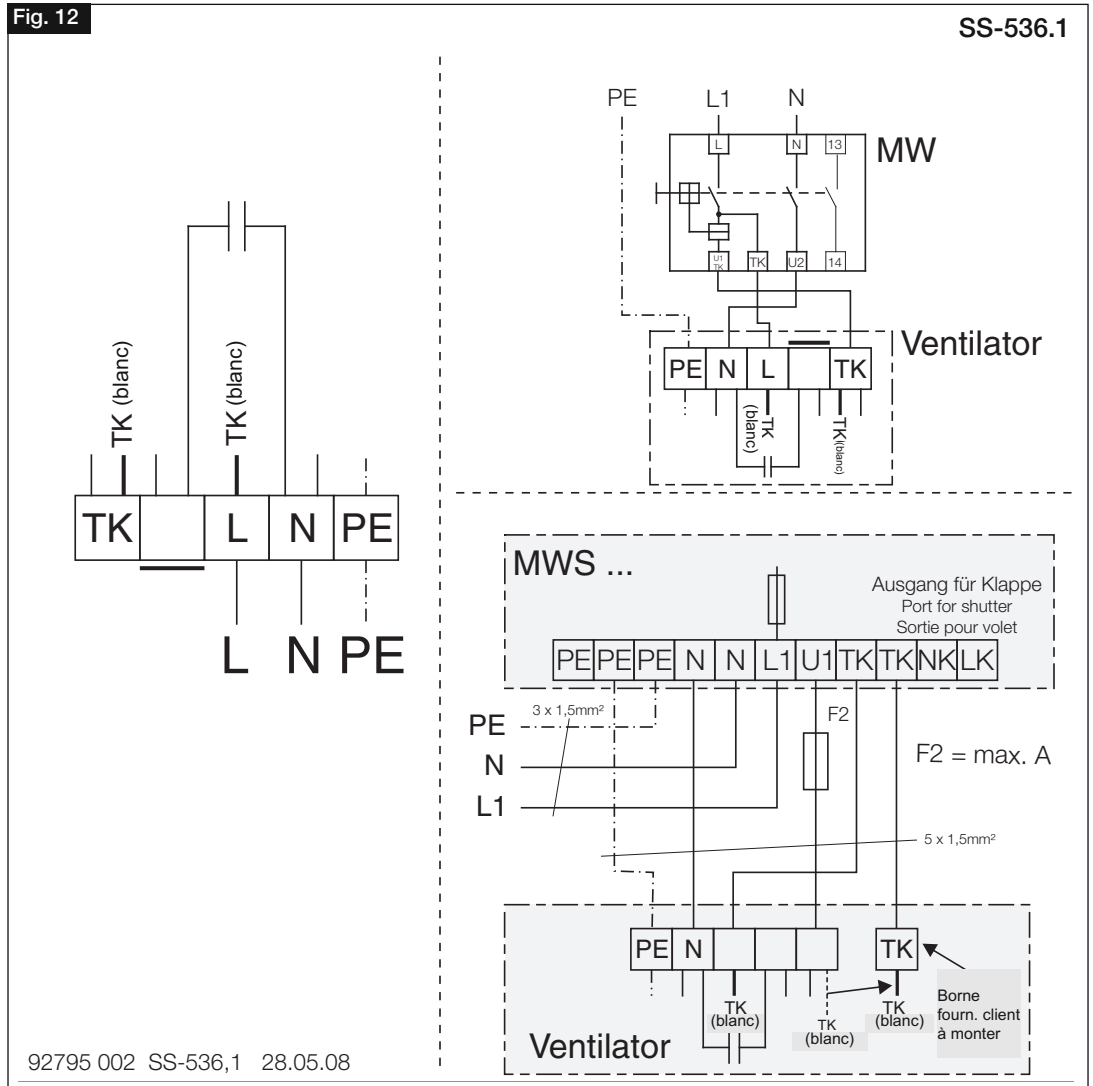 Fig. 12
SS-536.1
TK (blanc)
TK (blanc)
TK L N PE
L N PE
PE L1 N
MW
L N 13
U1 TK TK U2 14
Ventilator
PE N L TK
TK (blanc)
TK (blanc)
MWS ...
Ausgang für Klappe
Port for shutter
Sortie pour volet
PE PE PE N N L1 U1 TK TK NK LK
3 x 1,5mm²
PE
N
L1
F2
F2 = max. A
5 x 1,5mm²
PE N TK
TK (blanc)
TK (blanc)
TK (blanc)
Borne
fourn. client
à monter
Ventilator
92795 002 SS-536,1 28.05.08